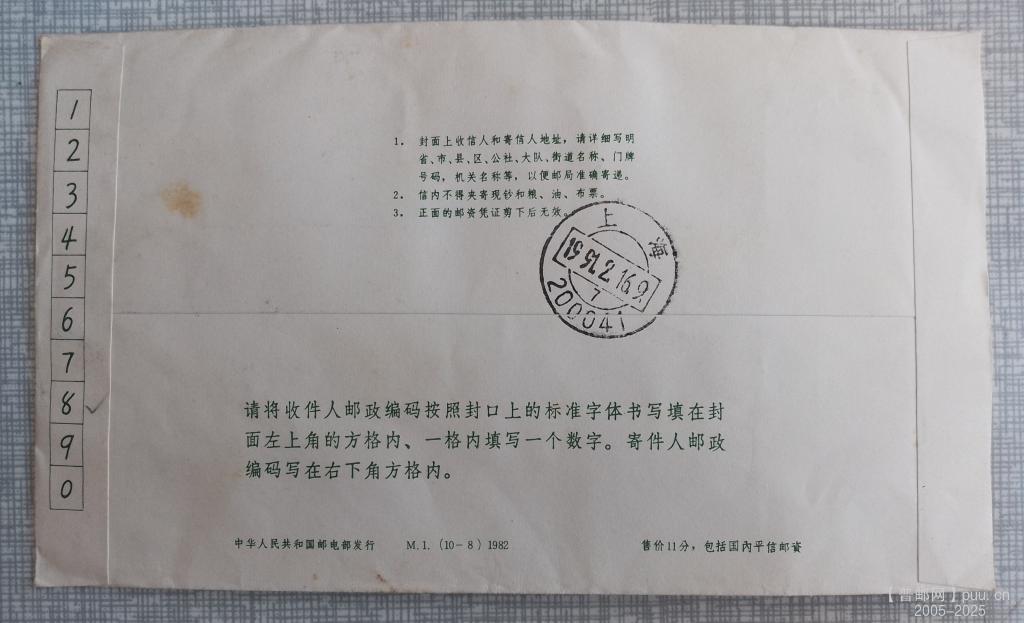 1
2
3
4
5
6
7
8
9
0
1. 封面上收信人和寄信人地址，请详细写明
省、市、县、区、公社、大队、街道名称、门牌
号码，机关名称等，以便邮局准确寄递。
2. 信内不得夹寄现钞和粮、油、布票。
3. 正面的邮资凭证剪下后无效。
上海
7
200041
请将收件人邮政编码按照封口上的标准字体书写填在封
面左上角的方格内、一格内填写一个数字。寄件人邮政
编码写在右下角方格内。
中华人民共和国邮电部发行 M.1.(10-8) 1982 售价11分，包括国内平信邮资
【普邮网】puu.cn
2005-2025